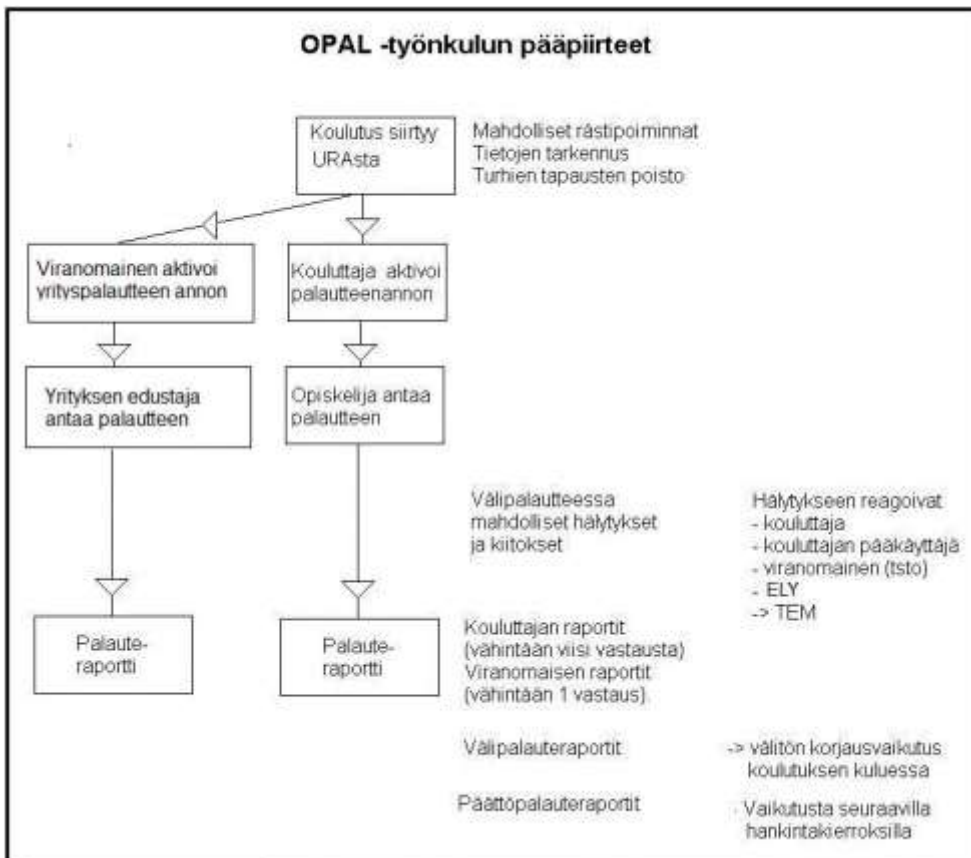 OPAL -työnkulun pääpiirteet
Koulutus siirtyy
URAsta
Mahdolliset rästipoiminnat
Tietojen tarkennus
Turhien tapausten poisto
Viranomainen aktivoi
yrityspalautteen annon
Kouluttaja aktivoi
palautteenannon
Yrityksen edustaja
antaa palautteen
Opiskelija antaa
palautteen
Välipalautteessa
mahdolliset hälytykset
ja kiitokset
Hälytykseen reagoivat
- kouluttaja
- kouluttajan pääkäyttäjä
- viranomainen (tsto)
- ELY
-> TEM
Palaute-
raportti
Palaute-
raportti
Kouluttajan raportit
(vähintään viisi vastausta)
Viranomaisen raportit
(vähintään 1 vastaus)
Välipalauteraportit
-> välitön korjausvaikutus
koulutuksen kuluessa
Päättöpalauteraportit
- Vaikutusta seuraavilla
hankintakierroksilla